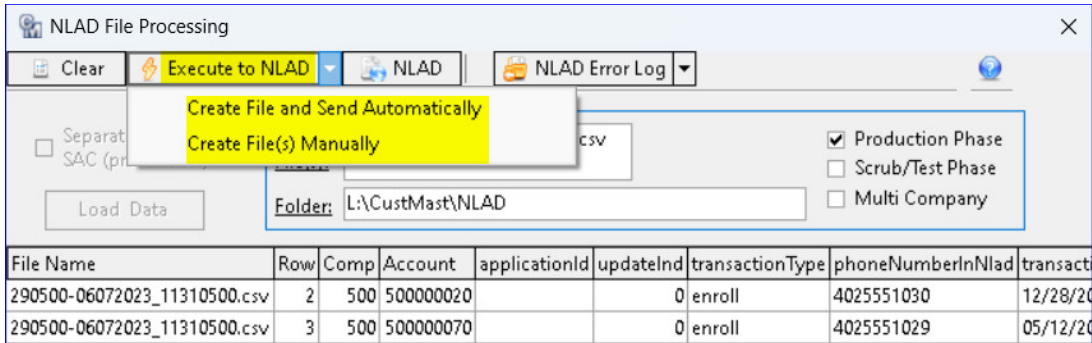 NLAD File Processing
Clear Execute to NLAD NLAD NLAD Error Log
Create File and Send Automatically
Create File(s) Manually
csv
Production Phase
Scrub/Test Phase
Multi Company
SAC
Load Data
Folder: L:\CustMast\NLAD
File Name Row Comp Account applicationId updateInd transactionType phoneNumberInNlad transacti
290500-06072023_11310500.csv 2 500 500000020 0 enroll 4025551030 12/28/20
290500-06072023_11310500.csv 3 500 500000070 0 enroll 4025551029 05/12/20